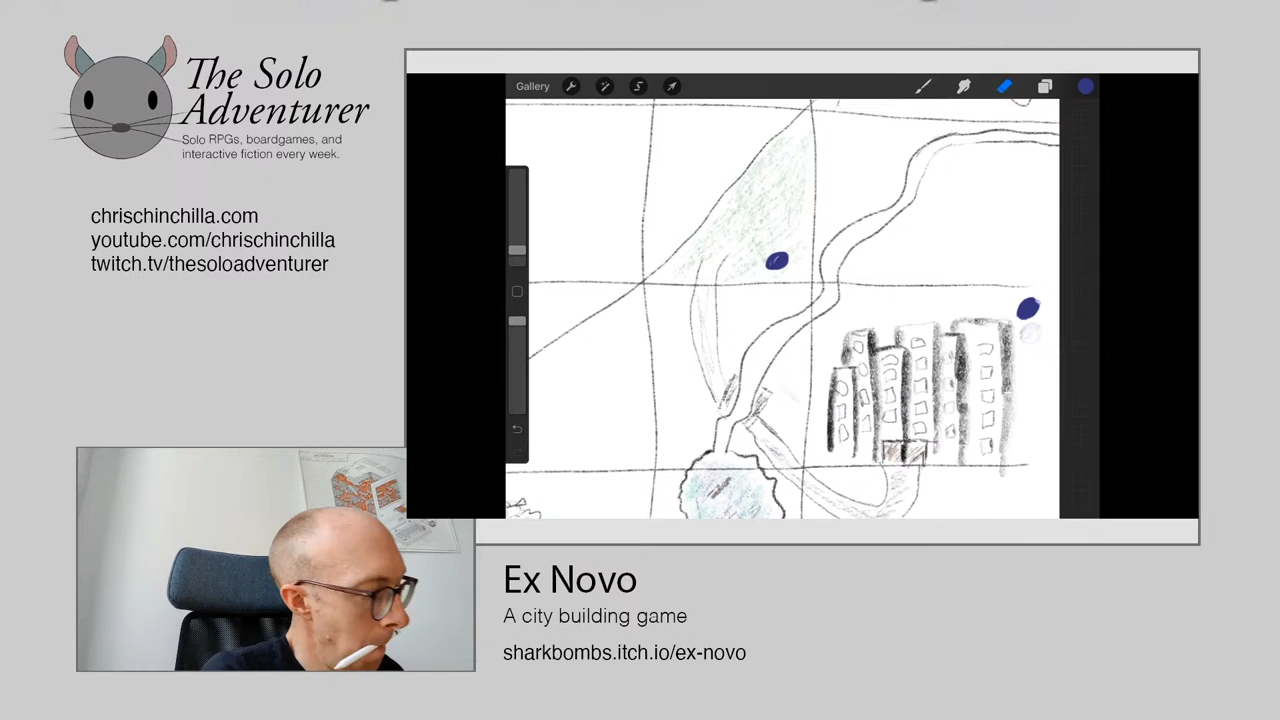 The Solo
Adventurer
Solo RPGs, boardgames, and
interactive fiction every week.
chrischinchilla.com
youtube.com/chrischinchilla
twitch.tv/thesoloadventurer
Gallery
Ex Novo
A city building game
sharkbombs.itch.io/ex-novo